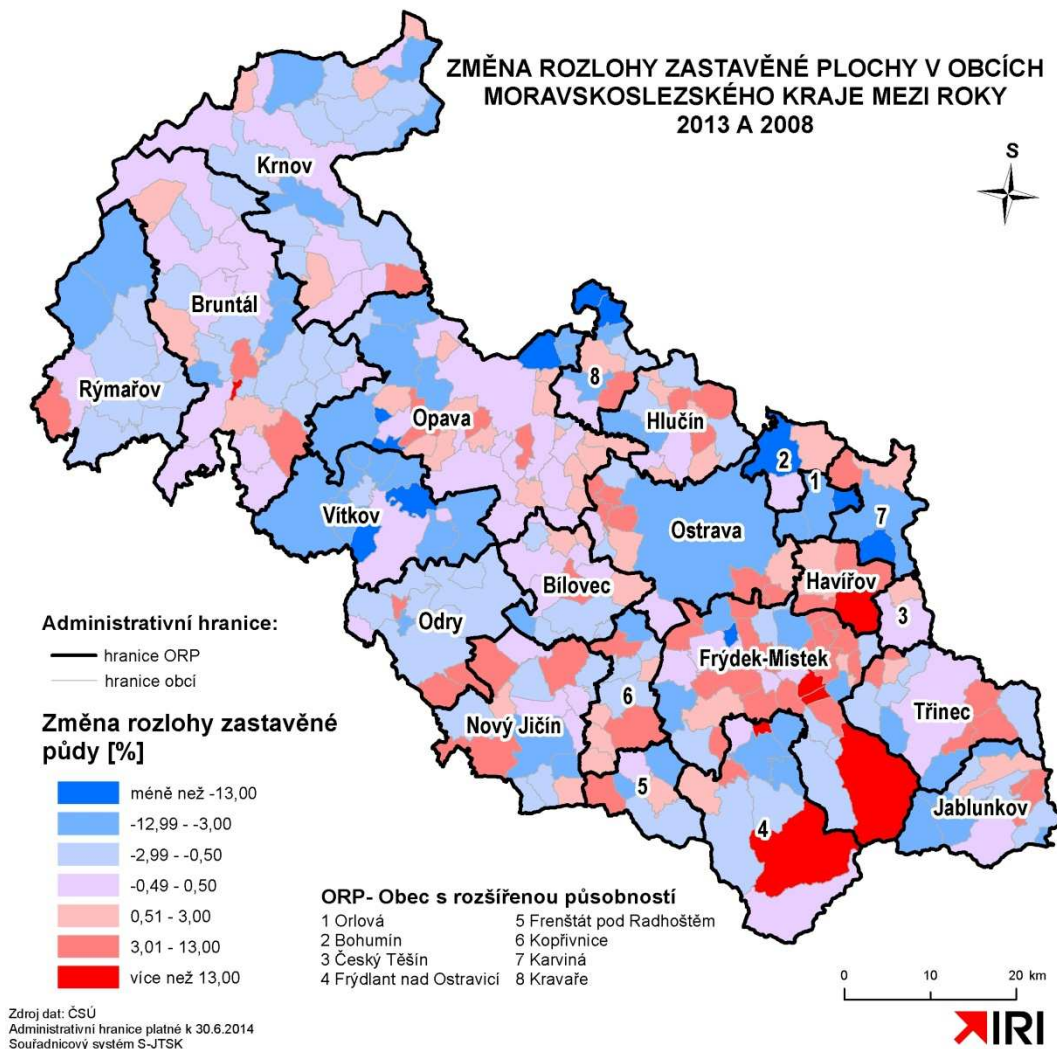 ZMĚNA ROZLOHY ZASTAVĚNÉ PLOCHY V OBCÍCH
MORAVSKOSLEZSKÉHO KRAJE MEZI ROKY
2013 A 2008
S
Krnov
Bruntál
Rýmařov
8
Opava
Hlučín
2
1
7
Vítkov
Ostrava
Havířov
Bílovec
3
Odry
Frýdek-Místek
6
Třinec
Nový Jičín
5
Jablunkov
4
Administrativní hranice:
hranice ORP
hranice obcí
Změna rozlohy zastavěné
půdy [%]
méně než -13,00
-12,99 - -3,00
-2,99 - -0,50
-0,49 - 0,50
0,51 - 3,00
3,01 - 13,00
více než 13,00
ORP- Obec s rozšířenou působností
1 Orlová
2 Bohumín
3 Český Těšín
4 Frýdlant nad Ostravicí
5 Frenštát pod Radhoštěm
6 Kopřivnice
7 Karviná
8 Kravaře
0 10 20 km
IRI
Zdroj dat: ČSÚ
Administrativní hranice platné k 30.6.2014
Souřadnicový systém S-JTSK